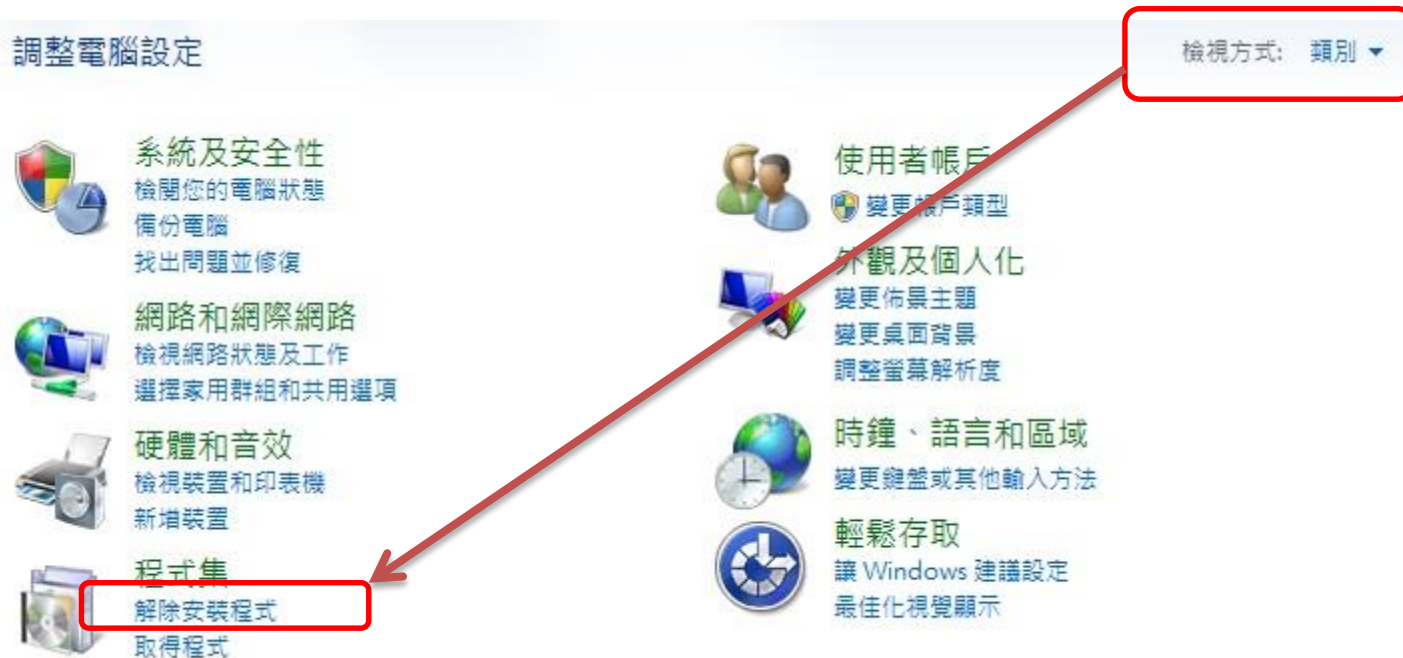 調整電腦設定
檢視方式: 類別
系統及安全性
檢閱您的電腦狀態
備份電腦
找出問題並修復
網路和網際網路
檢視網路狀態及工作
選擇家用群組和共用選項
硬體和音效
檢視裝置和印表機
新增裝置
程式集
解除安裝程式
取得程式
使用者帳戶
變更帳戶類型
外觀及個人化
變更佈景主題
變更桌面背景
調整螢幕解析度
時鐘、語言和區域
變更鍵盤或其他輸入方法
輕鬆存取
讓 Windows 建議設定
最佳化視覺顯示